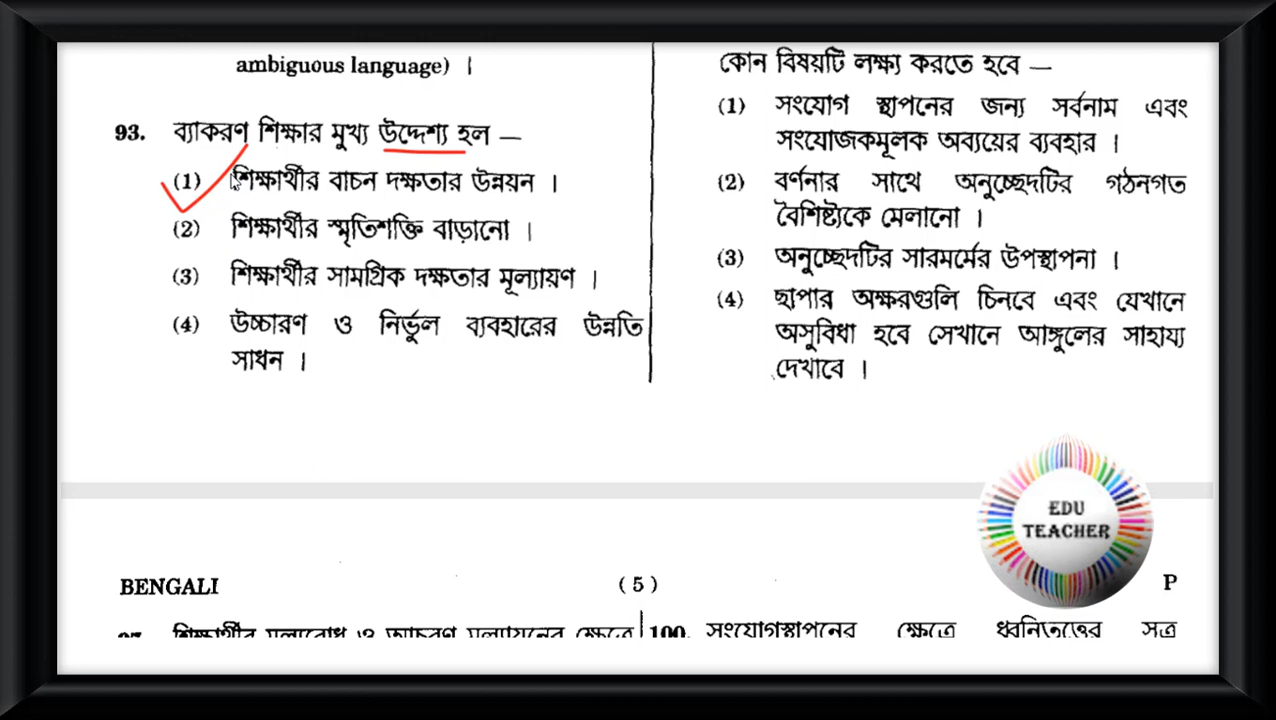 ambiguous language) ।
93. ব্যাকরণ শিক্ষার মুখ্য উদ্দেশ্য হল —
(1) শিক্ষার্থীর বাচন দক্ষতার উন্নয়ন ।
(2) শিক্ষার্থীর স্মৃতিশক্তি বাড়ানো ।
(3) শিক্ষার্থীর সামগ্রিক দক্ষতার মূল্যায়ণ ।
(4) উচ্চারণ ও নির্ভুল ব্যবহারের উন্নতি
সাধন ।
কোন বিষয়টি লক্ষ্য করতে হবে —
(1) সংযোগ স্থাপনের জন্য সর্বনাম এবং
সংযোজকমূলক অব্যয়ের ব্যবহার ।
(2) বর্ণনার সাথে অনুচ্ছেদটির গঠনগত
বৈশিষ্ট্যকে মেলানো ।
(3) অনুচ্ছেদটির সারমর্মের উপস্থাপনা ।
(4) ছাপার অক্ষরগুলি চিনবে এবং যেখানে
অসুবিধা হবে সেখানে আঙ্গুলের সাহায্য
দেখাবে ।
EDU
TEACHER
BENGALI (5) P
97. শিক্ষার্থীর মূল্যবোধ ও আচরণ মূল্যায়নের ক্ষেত্রে
100. সংযোগস্থাপনের ক্ষেত্রে ধ্বনিতত্ত্বের সূত্র